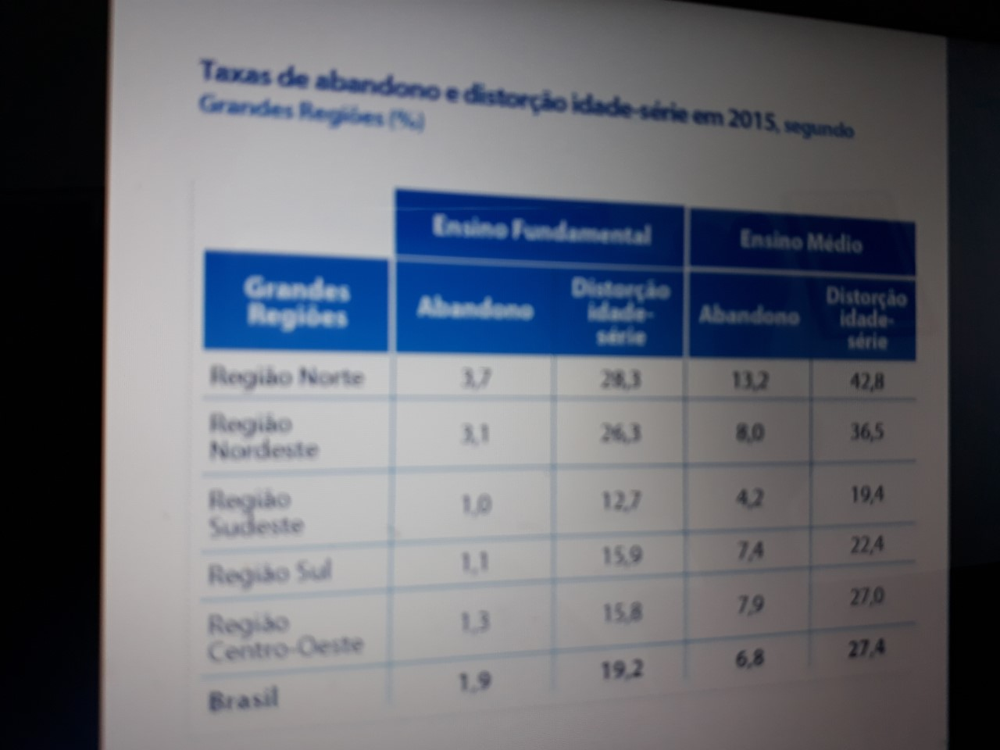 Taxas de abandono e distorção idade-série em 2015, segundo
Grandes Regiões (%)
Ensino Fundamental Ensino Médio
Grandes Regiões Abandono Distorção idade-série Abandono Distorção idade-série
Região Norte 3,7 28,3 13,2 42,8
Região Nordeste 3,1 26,3 8,0 36,5
Região Sudeste 1,0 12,7 4,2 19,4
Região Sul 1,1 15,9 7,4 22,4
Região Centro-Oeste 1,3 15,8 7,9 27,0
Brasil 1,9 19,2 6,8 27,4